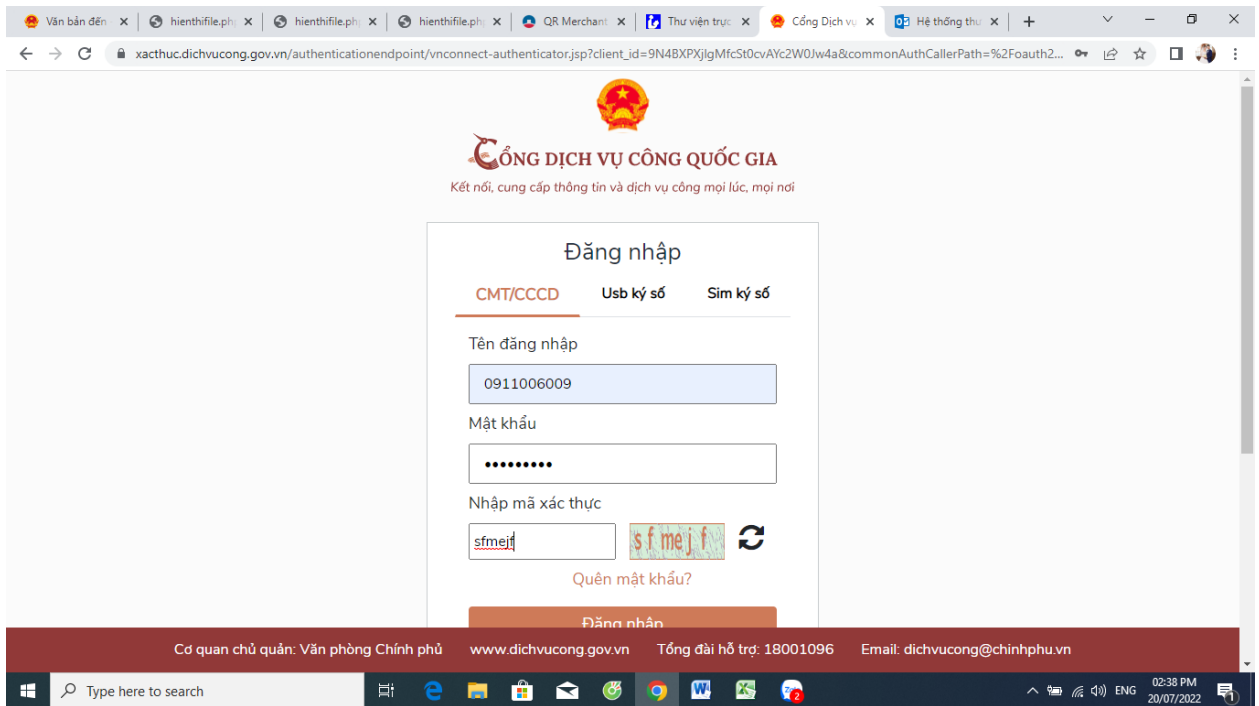 Văn bản đến
hienthifile.ph
hienthifile.ph
hienthifile.ph
QR Merchant
Thư viện trực
Cổng Dịch vụ
Hệ thống thu
xacthuc.dichvucong.gov.vn/authenticationendpoint/vnconnect-authenticator.jsp?client_id=9N4BXPXjlgMfcSt0cvAYc2W0Jw4a&commonAuthCallerPath=%2Foauth2...
CỔNG DỊCH VỤ CÔNG QUỐC GIA
Kết nối, cung cấp thông tin và dịch vụ công mọi lúc, mọi nơi
Đăng nhập
CMT/CCCD Usb ký số Sim ký số
Tên đăng nhập
0911006009
Mật khẩu
•••••••••
Nhập mã xác thực
sfmejf s f me j f
Quên mật khẩu?
Đăng nhập
Cơ quan chủ quản: Văn phòng Chính phủ www.dichvucong.gov.vn Tổng đài hỗ trợ: 18001096 Email: dichvucong@chinhphu.vn
Type here to search
ENG
02:38 PM
20/07/2022